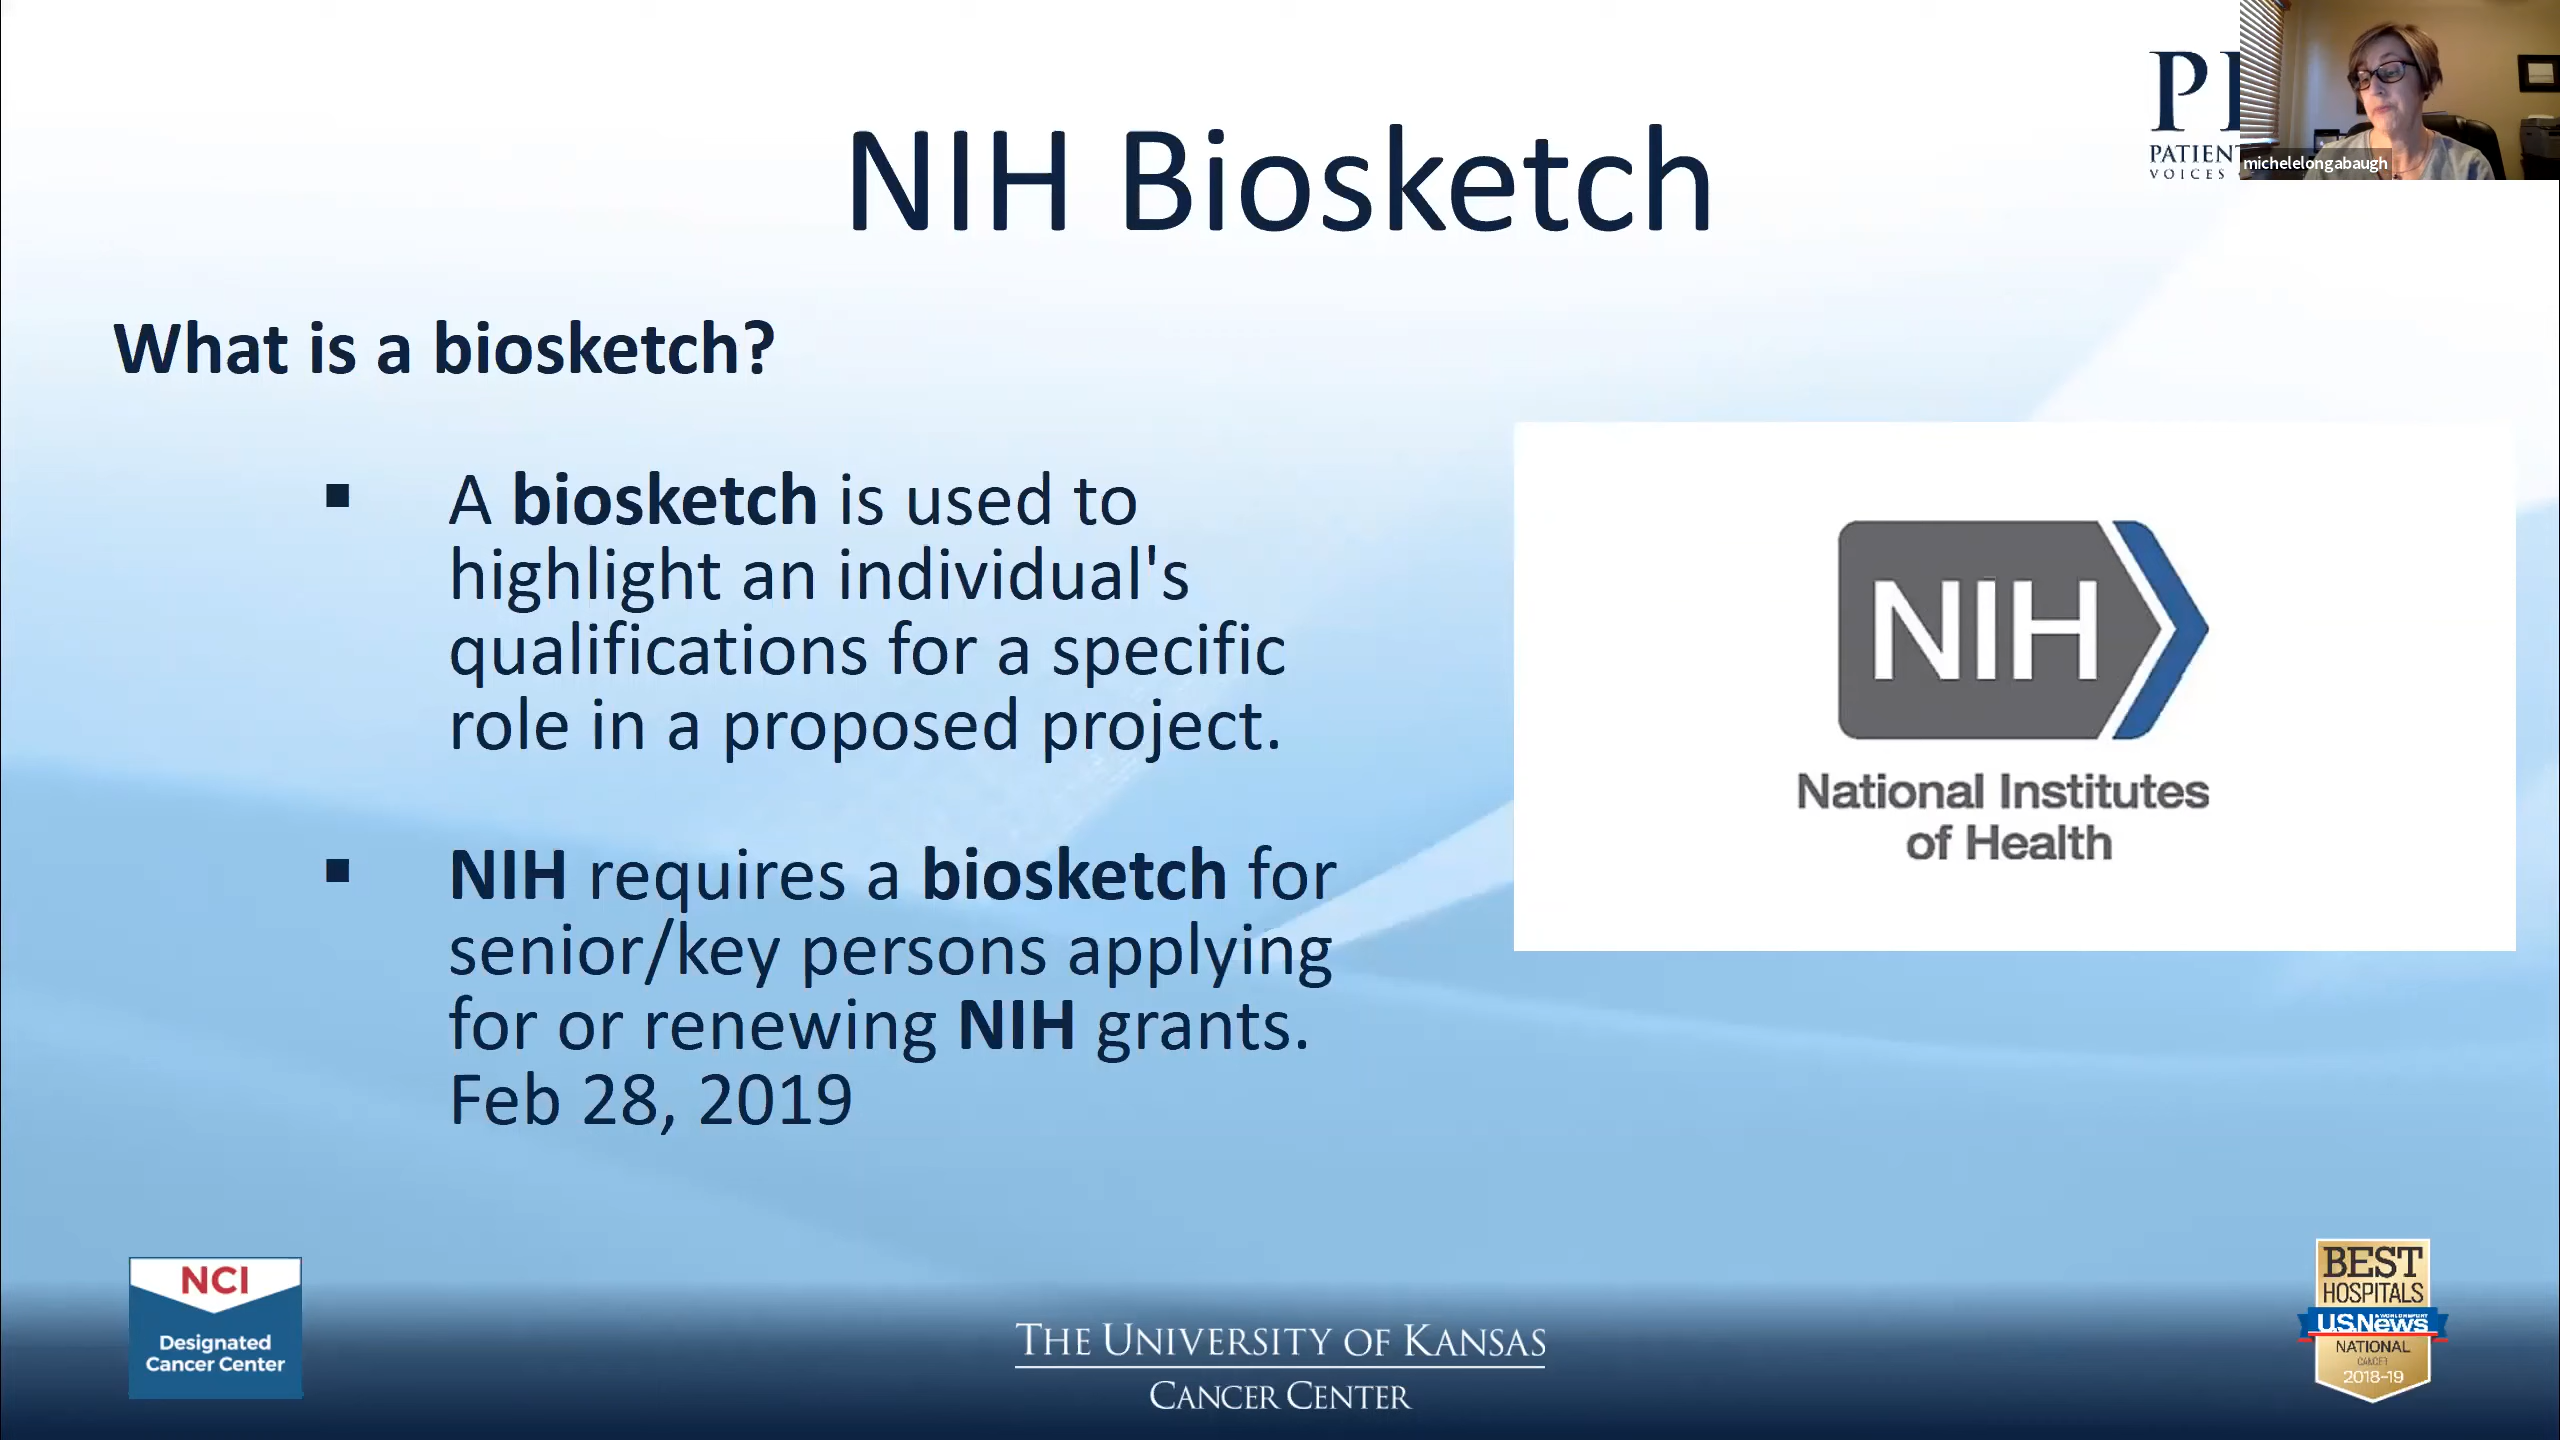 NIH Biosketch
PATIENT
VOICES
michelelongabaugh
What is a biosketch?
▪ A biosketch is used to
highlight an individual's
qualifications for a specific
role in a proposed project.
▪ NIH requires a biosketch for
senior/key persons applying
for or renewing NIH grants.
Feb 28, 2019
NIH
National Institutes
of Health
NCI
Designated
Cancer Center
THE UNIVERSITY OF KANSAS
CANCER CENTER
BEST
HOSPITALS
U.S.News
NATIONAL
CANCER
2018-19